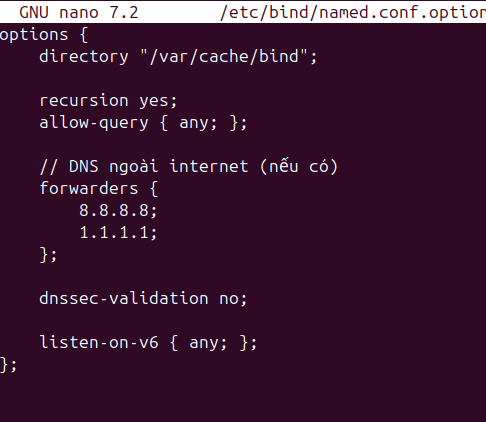 GNU nano 7.2 /etc/bind/named.conf.option
options {
directory "/var/cache/bind";
recursion yes;
allow-query { any; };
// DNS ngoài internet (nếu có)
forwarders {
8.8.8.8;
1.1.1.1;
};
dnssec-validation no;
listen-on-v6 { any; };
};